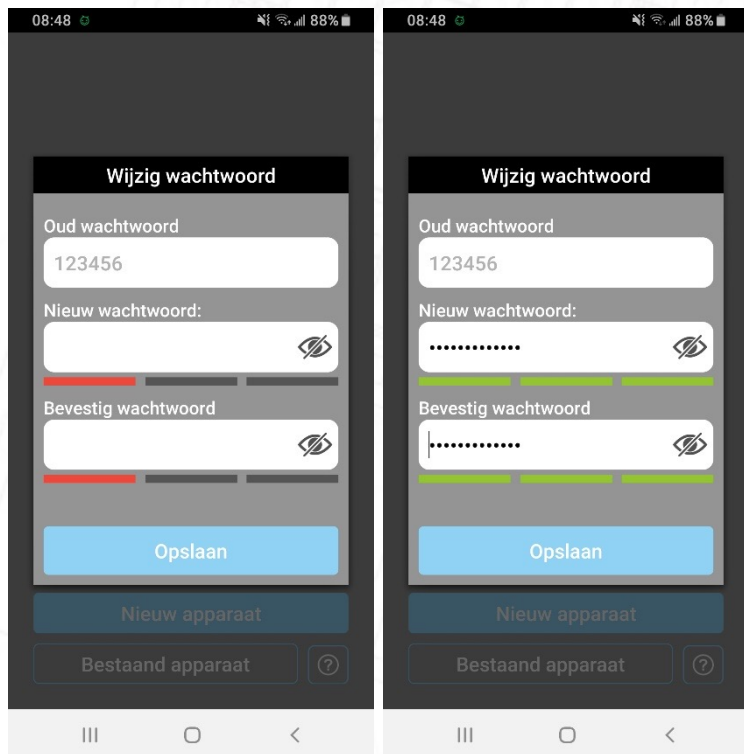 08:48 88%
Wijzig wachtwoord
Oud wachtwoord
123456
Nieuw wachtwoord:
Bevestig wachtwoord
Opslaan
Nieuw apparaat
Bestaand apparaat ?
08:48 88%
Wijzig wachtwoord
Oud wachtwoord
123456
Nieuw wachtwoord:
•••••••••••••
Bevestig wachtwoord
•••••••••••••
Opslaan
Nieuw apparaat
Bestaand apparaat ?